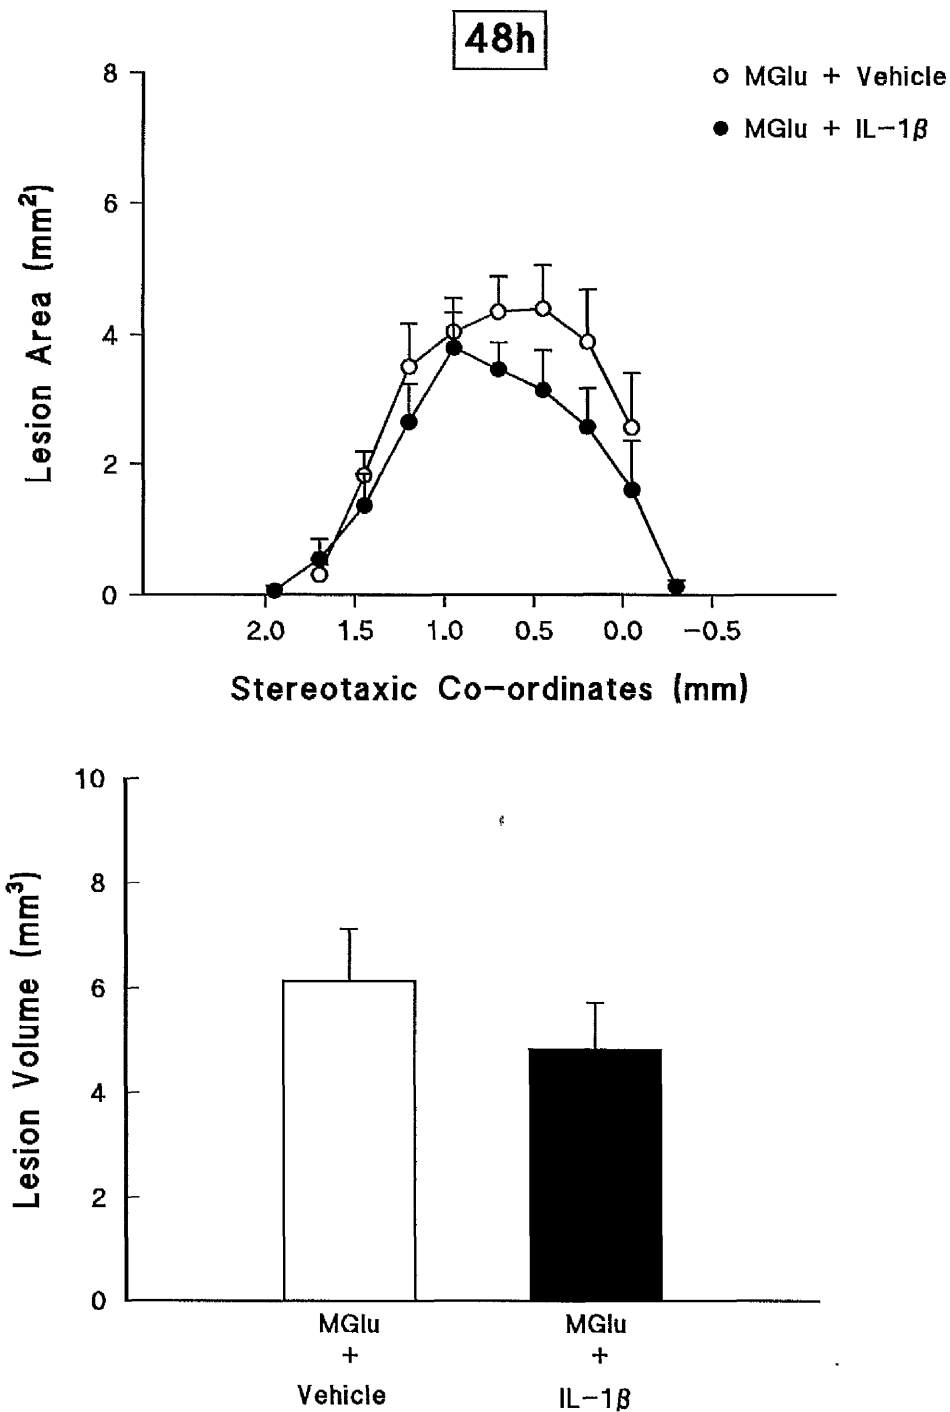 48h
MGlu + Vehicle
MGlu + IL-1β
8
6
4
2
0
Lesion Area (mm²)
2.0 1.5 1.0 0.5 0.0 -0.5
Stereotaxic Co-ordinates (mm)
10
8
6
4
2
0
Lesion Volume (mm³)
MGlu MGlu
+ +
Vehicle IL-1β